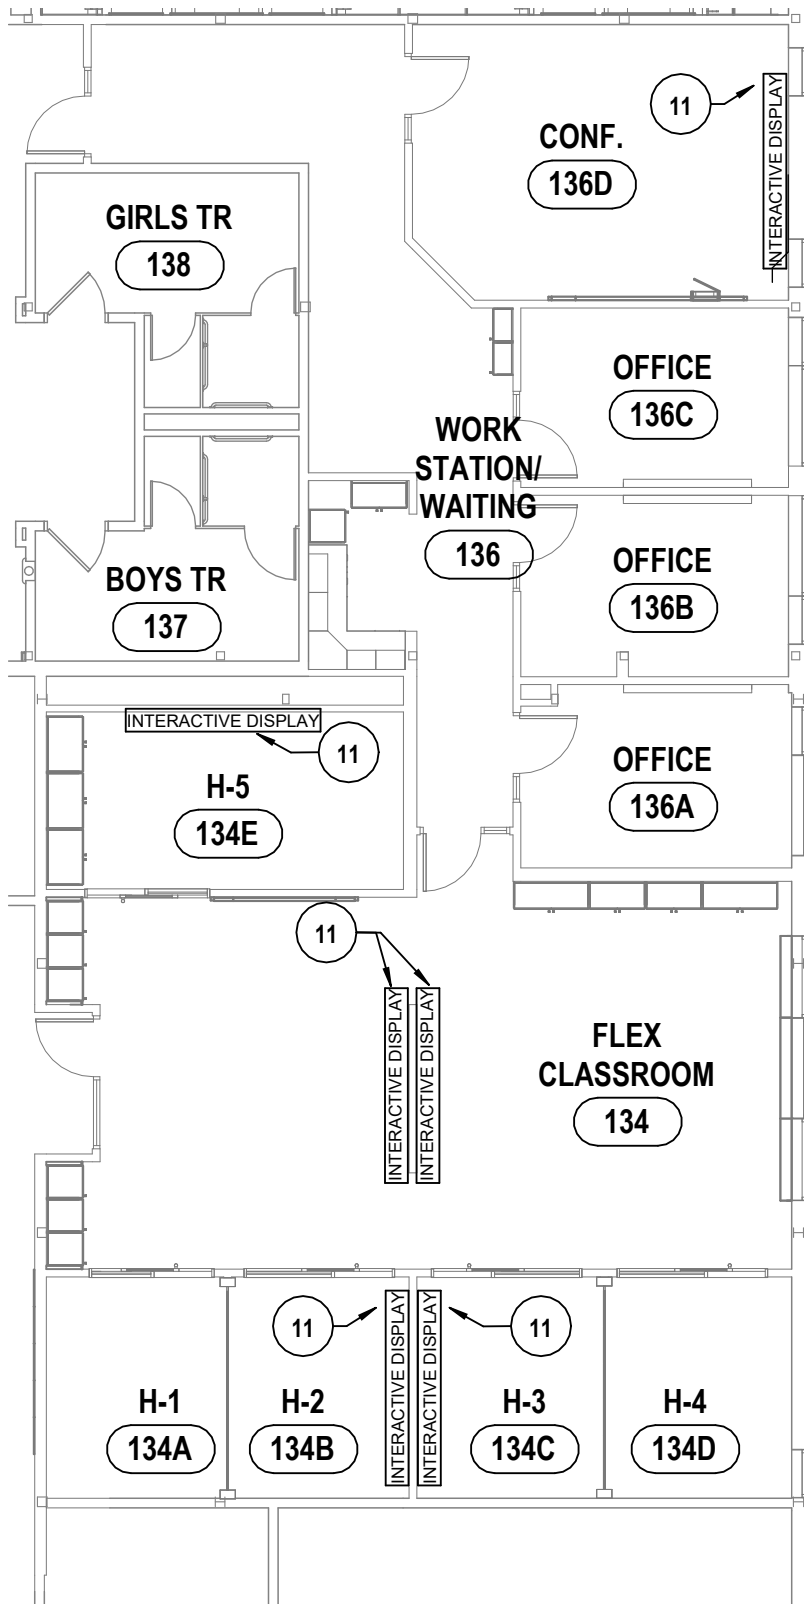 11
INTERACTIVE DISPLAY
CONF.
136D
GIRLS TR
138
OFFICE
136C
WORK
STATION/
WAITING
136
OFFICE
136B
BOYS TR
137
INTERACTIVE DISPLAY
11
H-5
134E
OFFICE
136A
11
INTERACTIVE DISPLAY
INTERACTIVE DISPLAY
FLEX
CLASSROOM
134
11
INTERACTIVE DISPLAY
INTERACTIVE DISPLAY
11
H-1
134A
H-2
134B
H-3
134C
H-4
134D